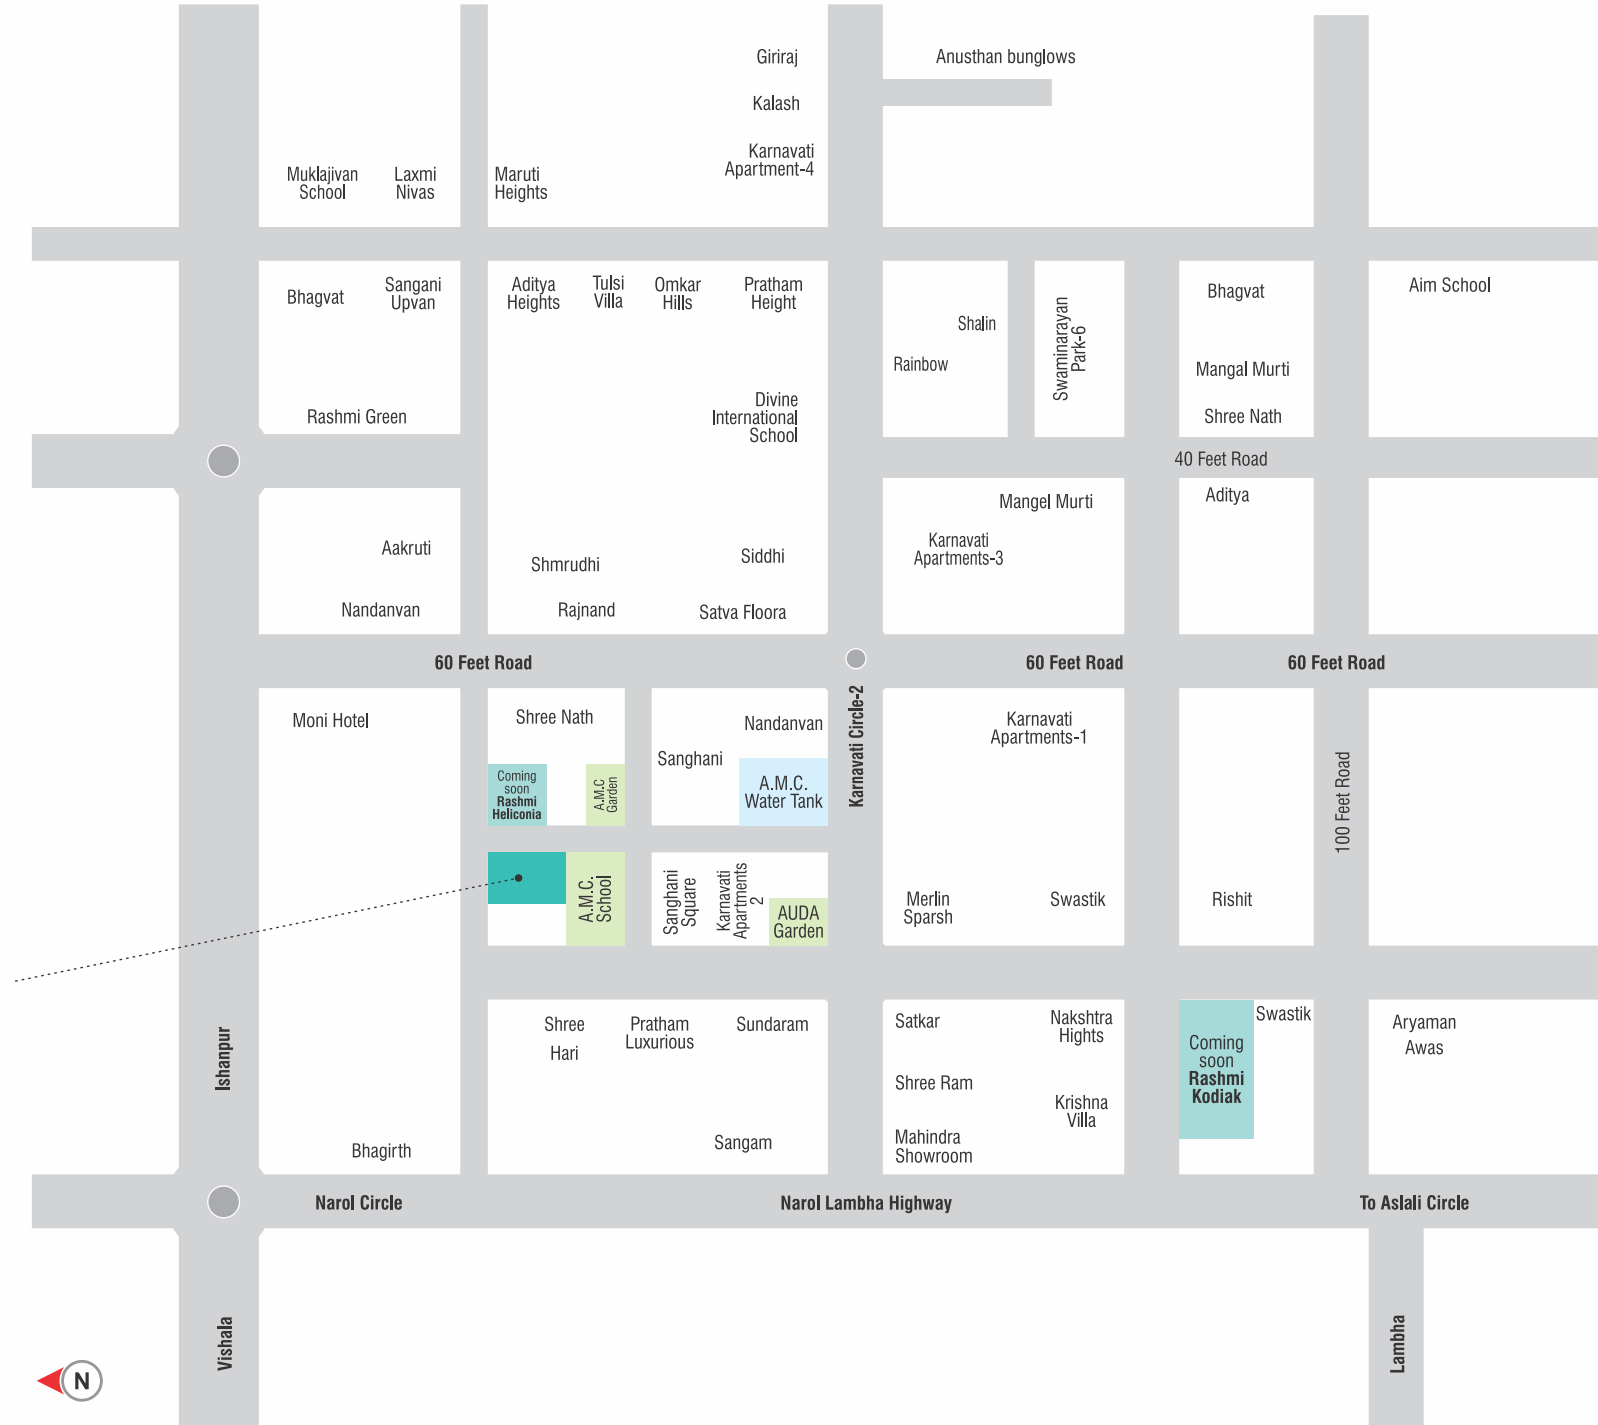 Giriraj
Anusthan bunglows
Kalash
Karnavati
Apartment-4
Muklajivan
School
Laxmi
Nivas
Maruti
Heights
Bhagvat
Sangani
Upvan
Aditya
Heights
Tulsi
Villa
Omkar
Hills
Pratham
Height
Shalin
Rainbow
Swaminarayan
Park-6
Bhagvat
Aim School
Mangal Murti
Shree Nath
Rashmi Green
Divine
International
School
40 Feet Road
Mangel Murti
Aditya
Karnavati
Apartments-3
Aakruti
Shmrudhi
Siddhi
Nandanvan
Rajnand
Satva Floora
60 Feet Road
60 Feet Road
60 Feet Road
Karnavati Circle-2
Moni Hotel
Shree Nath
Nandanvan
Sanghani
Karnavati
Apartments-1
Coming
soon
Rashmi
Heliconia
A.M.C
Garden
A.M.C.
Water Tank
100 Feet Road
A.M.C.
School
Sanghani
Square
Karnavati
Apartments
2
AUDA
Garden
Merlin
Sparsh
Swastik
Rishit
Shree
Hari
Pratham
Luxurious
Sundaram
Satkar
Nakshtra
Hights
Swastik
Coming
soon
Rashmi
Kodiak
Aryaman
Awas
Ishanpur
Shree Ram
Krishna
Villa
Bhagirth
Sangam
Mahindra
Showroom
Narol Circle
Narol Lambha Highway
To Aslali Circle
Vishala
Lambha
N